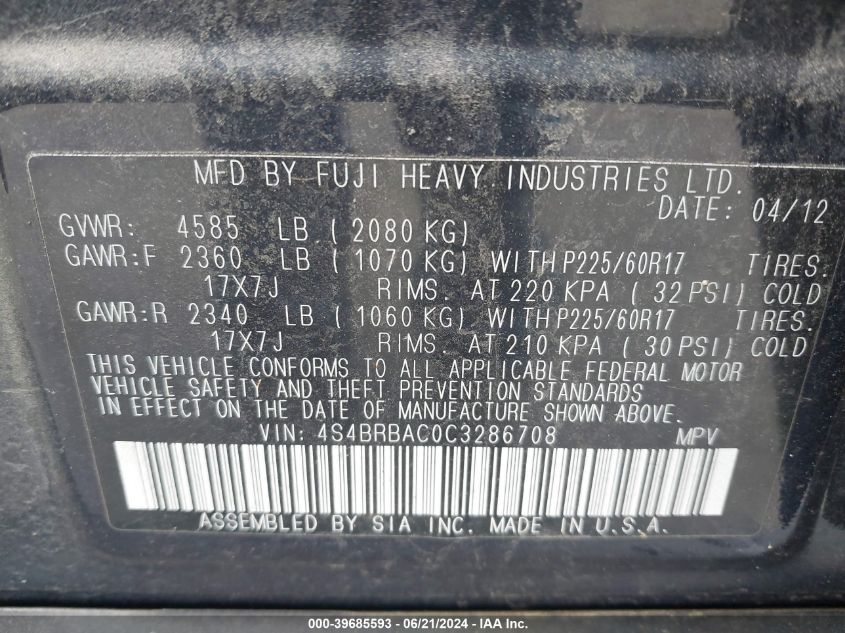 MFD BY FUJI HEAVY INDUSTRIES LTD.
DATE: 04/12
GVWR: 4585 LB ( 2080 KG)
GAWR:F 2360 LB ( 1070 KG) WITH P225/60R17 TIRES.
17X7J RIMS. AT 220 KPA ( 32 PSI) COLD
GAWR:R 2340 LB ( 1060 KG) WITH P225/60R17 TIRES.
17X7J RIMS. AT 210 KPA ( 30 PSI) COLD
THIS VEHICLE CONFORMS TO ALL APPLICABLE FEDERAL MOTOR
VEHICLE SAFETY AND THEFT PREVENTION STANDARDS
IN EFFECT ON THE DATE OF MANUFACTURE SHOWN ABOVE.
VIN: 4S4BRBAC0C3286708 MPV
ASSEMBLED BY SIA INC. MADE IN U.S.A.
000-39685593 - 06/21/2024 - IAA Inc.